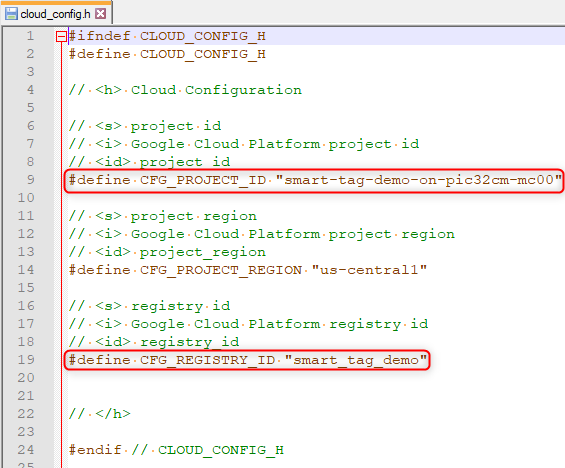 cloud_config.h
1 #ifndef CLOUD_CONFIG_H
2 #define CLOUD_CONFIG_H
3
4 // <h> Cloud Configuration
5
6 // <s> project id
7 // <i> Google Cloud Platform project id
8 // <id> project_id
9 #define CFG_PROJECT_ID "smart-tag-demo-on-pic32cm-mc00"
10
11 // <s> project region
12 // <i> Google Cloud Platform project region
13 // <id> project_region
14 #define CFG_PROJECT_REGION "us-central1"
15
16 // <s> registry id
17 // <i> Google Cloud Platform registry id
18 // <id> registry_id
19 #define CFG_REGISTRY_ID "smart_tag_demo"
20
21
22 // </h>
23
24 #endif // CLOUD_CONFIG_H
25